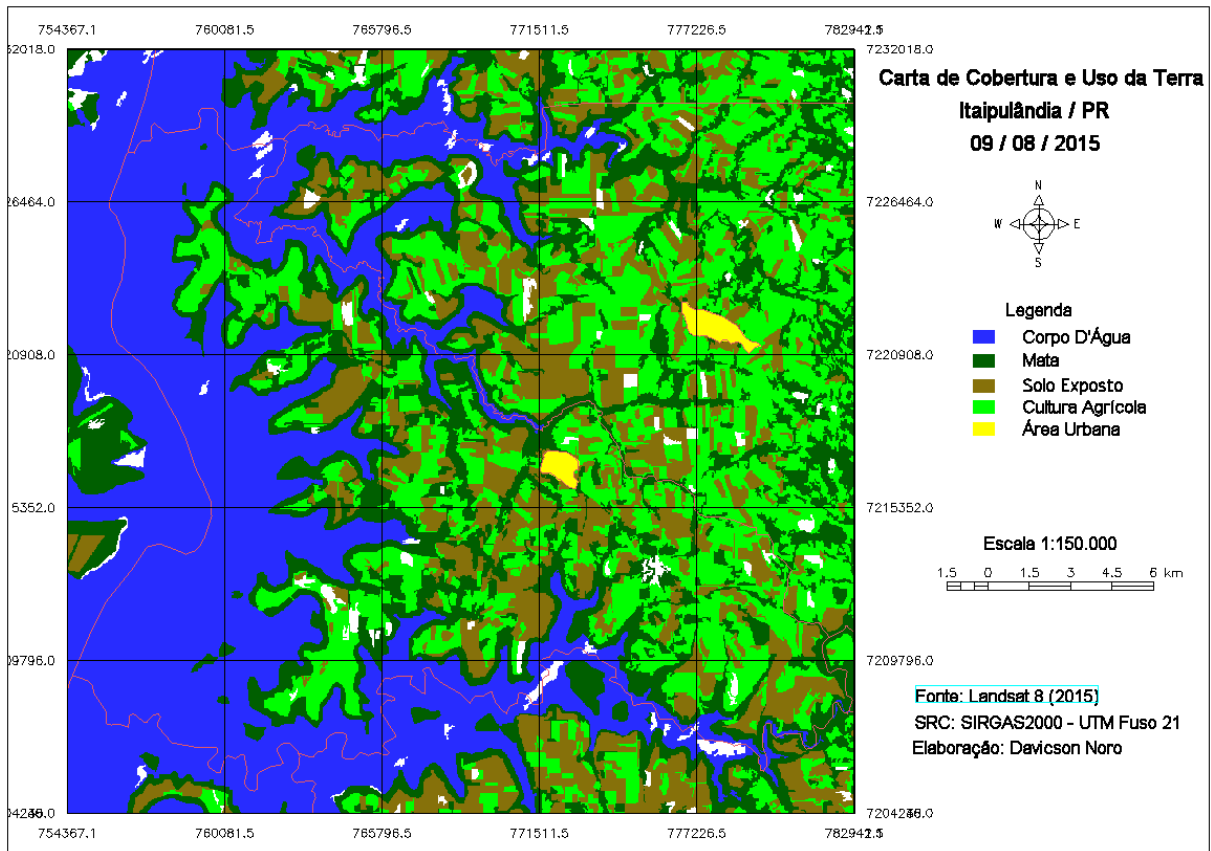 754367.1 760081.5 765796.5 771511.5 777226.5
7232018.0
7226464.0
7220908.0
7215352.0
7209796.0
754367.1 760081.5 765796.5 771511.5 777226.5
Carta de Cobertura e Uso da Terra
Itaipulândia / PR
09 / 08 / 2015
N
W E
S
Legenda
Corpo D'Água
Mata
Solo Exposto
Cultura Agrícola
Área Urbana
Escala 1:150.000
1.5 0 1.5 3 4.5 6 km
Fonte: Landsat 8 (2015)
SRC: SIRGAS2000 - UTM Fuso 21
Elaboração: Davicson Noro